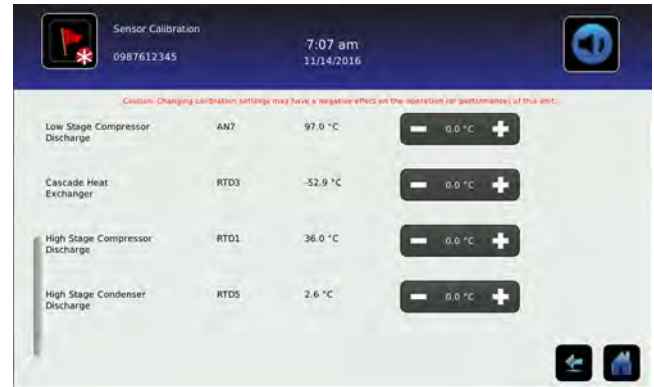 Sensor Calibration
0987612345
7:07 am
11/14/2016
Caution: Changing calibration settings may have a negative effect on the operation (or performance) of this unit.
Low Stage Compressor
Discharge
AN7
97.0 °C
0.0 °C
Cascade Heat
Exchanger
RTD3
-52.9 °C
0.0 °C
High Stage Compressor
Discharge
RTD1
36.0 °C
0.0 °C
High Stage Condenser
Discharge
RTD5
2.6 °C
0.0 °C